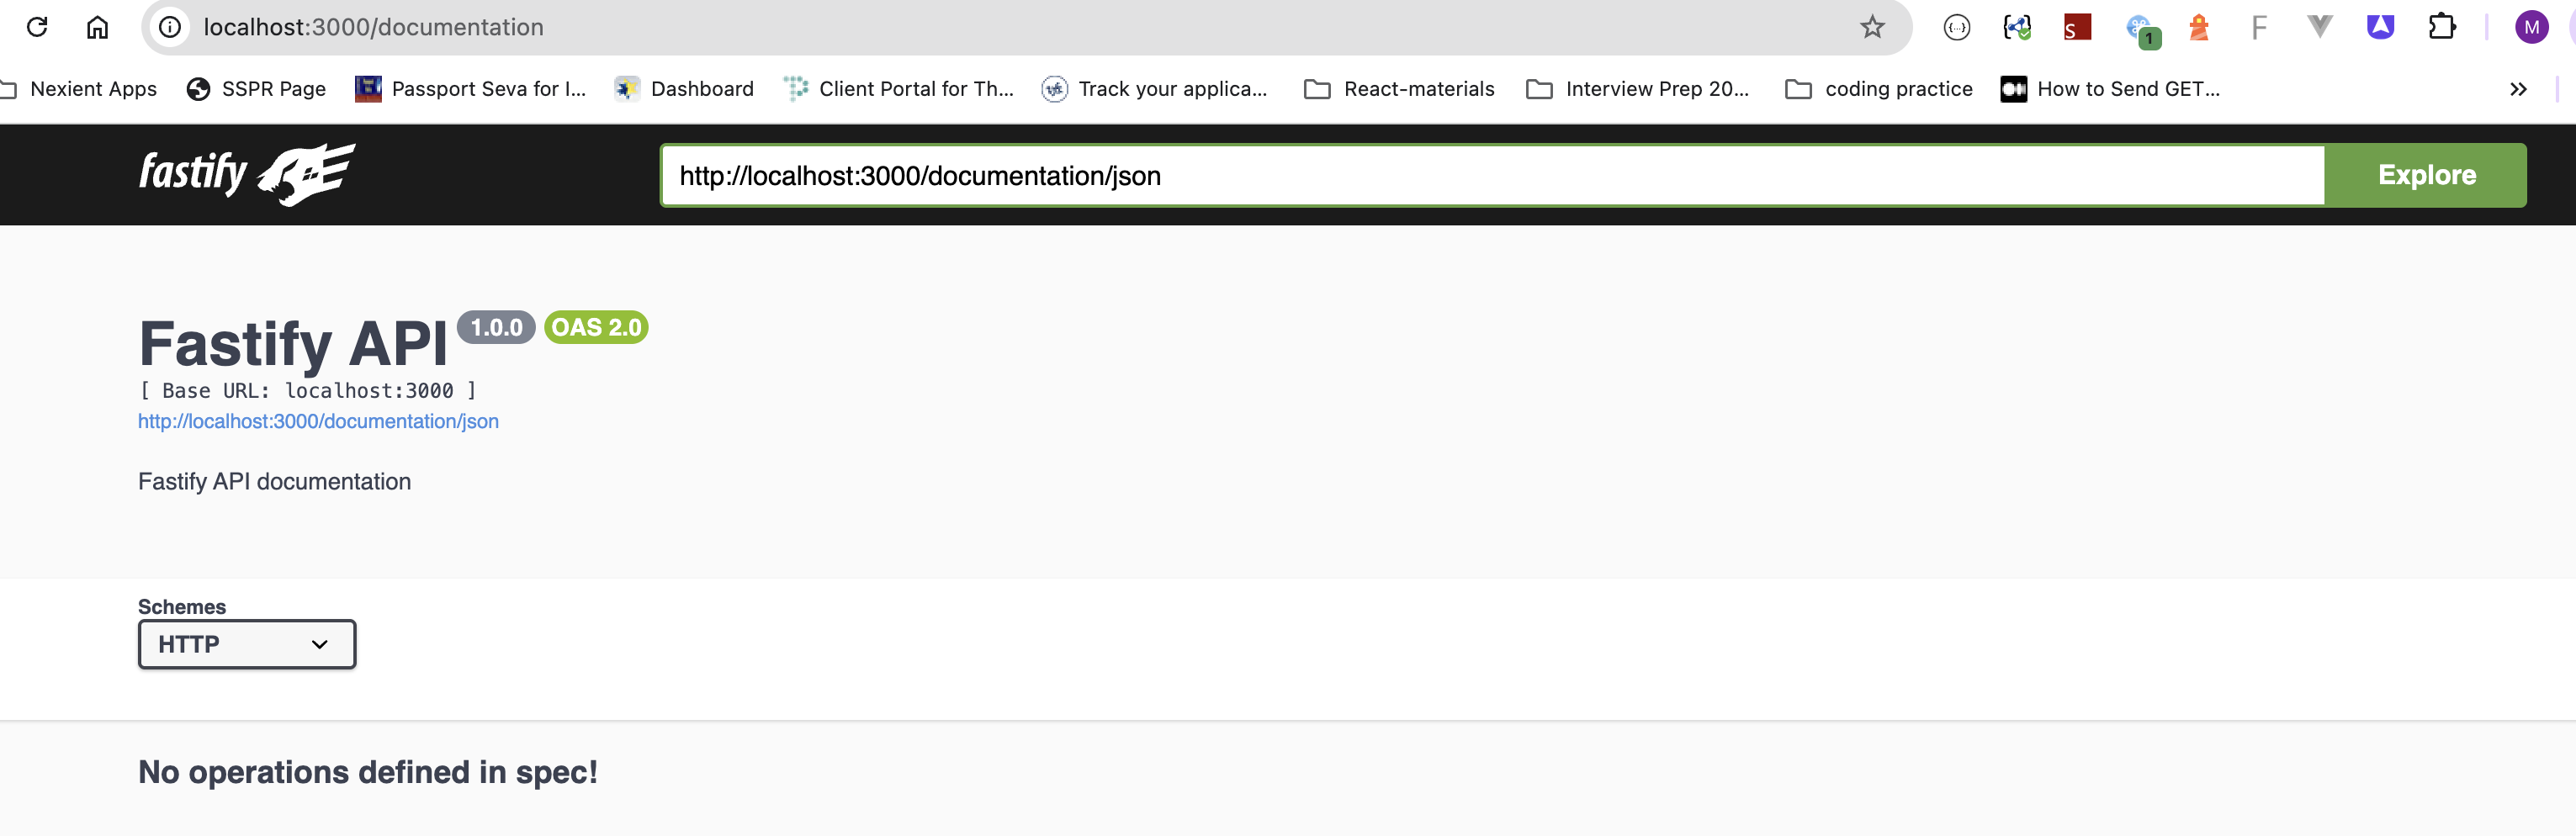 localhost:3000/documentation
1
M
Nexient Apps
SSPR Page
Passport Seva for I...
Dashboard
Client Portal for Th...
Track your applica...
React-materials
Interview Prep 20...
coding practice
How to Send GET...
fastify
http://localhost:3000/documentation/json
Explore
Fastify API 1.0.0 OAS 2.0
[ Base URL: localhost:3000 ]
http://localhost:3000/documentation/json
Fastify API documentation
Schemes
HTTP
No operations defined in spec!